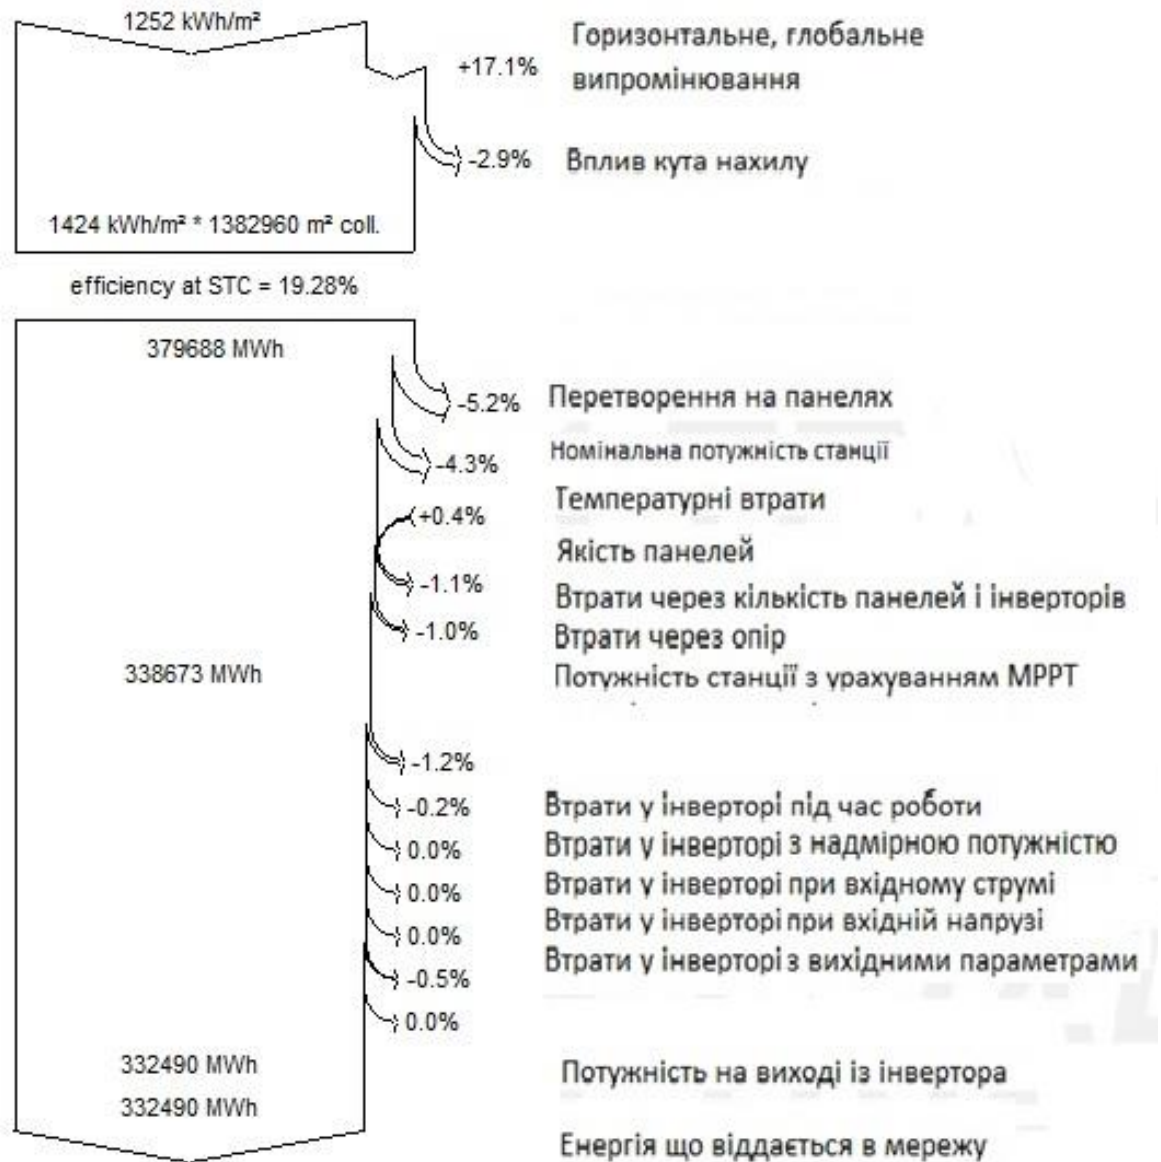 1252 kWh/m²
Горизонтальне, глобальне
+17.1%
випромінювання
-2.9% Вплив кута нахилу
1424 kWh/m² * 1382960 m² coll.
efficiency at STC = 19.28%
379688 MWh
-5.2% Перетворення на панелях
-4.3% Номінальна потужність станції
Температурні втрати
+0.4%
Якість панелей
-1.1%
Втрати через кількість панелей і інверторів
-1.0% Втрати через опір
338673 MWh Потужність станції з урахуванням МРРТ
-1.2%
-0.2% Втрати у інверторі під час роботи
0.0% Втрати у інверторі з надмірною потужністю
0.0% Втрати у інверторі при вхідному струмі
0.0% Втрати у інверторі при вхідній напрузі
-0.5% Втрати у інверторі з вихідними параметрами
0.0%
332490 MWh Потужність на виході із інвертора
332490 MWh
Енергія що віддається в мережу